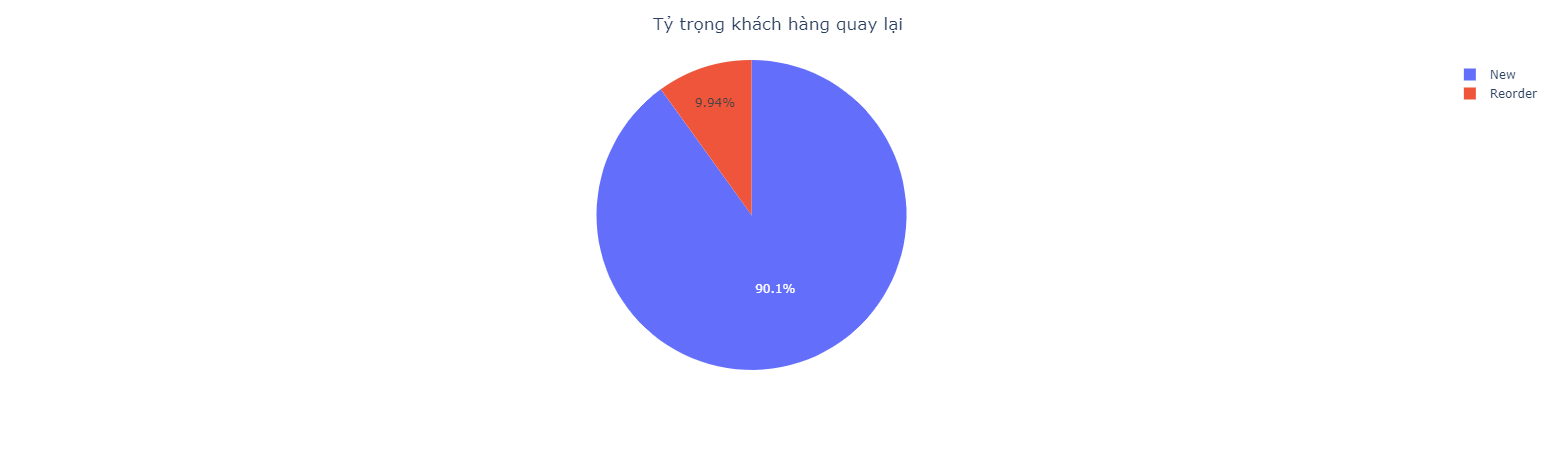 Tỷ trọng khách hàng quay lại
New
Reorder
9.94%
90.1%